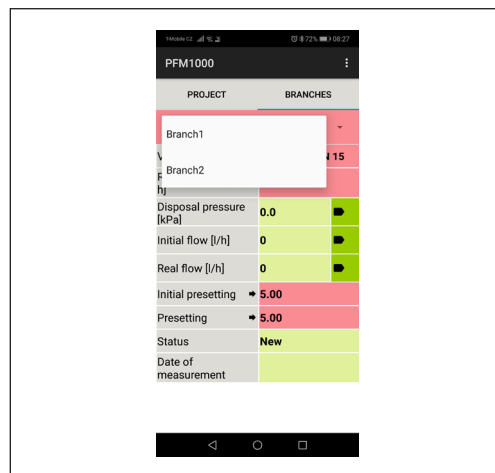 T-Mobile CZ 72% 08:27
PFM1000
PROJECT BRANCHES
Branch1
V N 15
Branch2
R
h]
Disposal pressure 0.0
[kPa]
Initial flow [l/h] 0
Real flow [l/h] 0
Initial presetting 5.00
Presetting 5.00
Status New
Date of
measurement